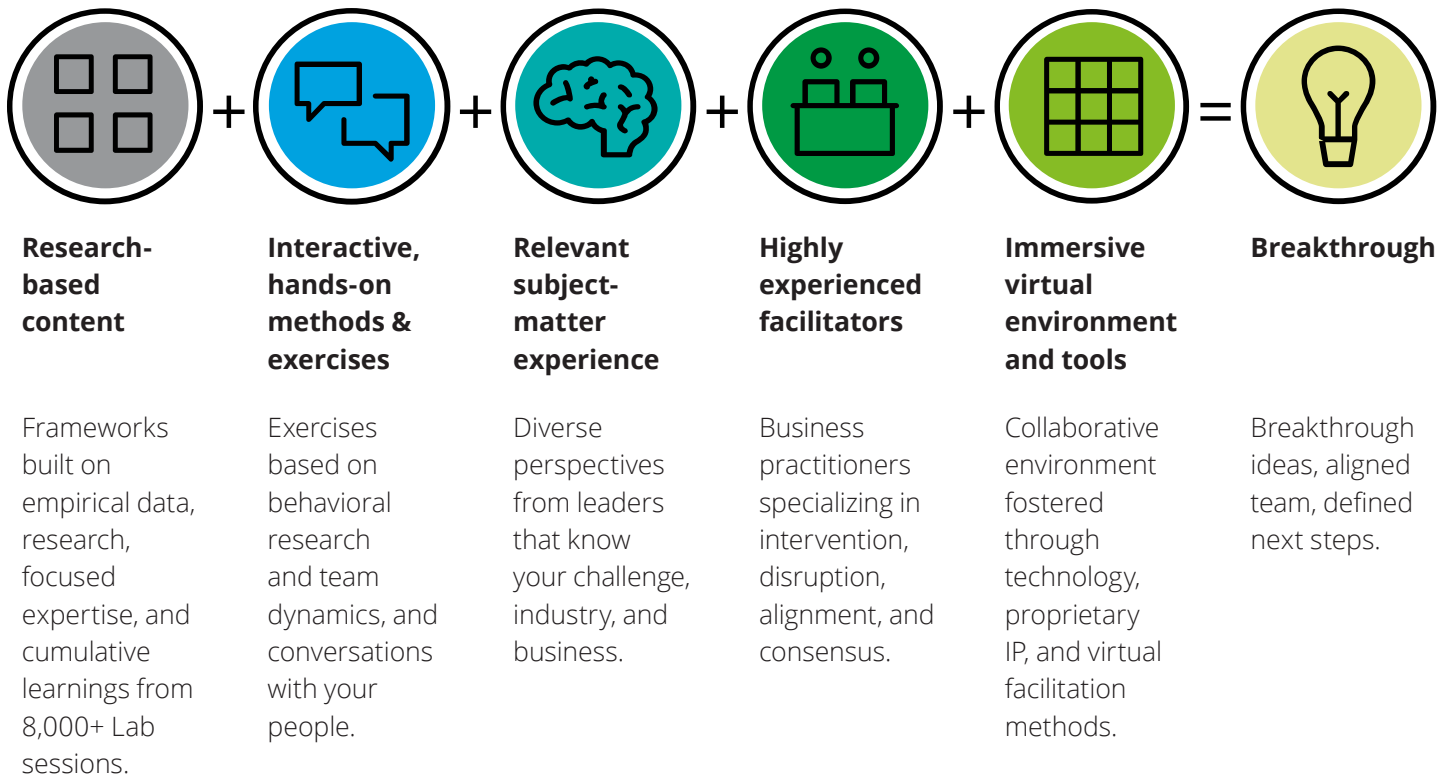 + + + + =
Research-
based
content
Frameworks
built on
empirical data,
research,
focused
expertise, and
cumulative
learnings from
8,000+ Lab
sessions.
Interactive,
hands-on
methods &
exercises
Exercises
based on
behavioral
research
and team
dynamics, and
conversations
with your
people.
Relevant
subject-
matter
experience
Diverse
perspectives
from leaders
that know
your challenge,
industry, and
business.
Highly
experienced
facilitators
Business
practitioners
specializing in
intervention,
disruption,
alignment, and
consensus.
Immersive
virtual
environment
and tools
Collaborative
environment
fostered
through
technology,
proprietary
IP, and virtual
facilitation
methods.
Breakthrough
Breakthrough
ideas, aligned
team, defined
next steps.